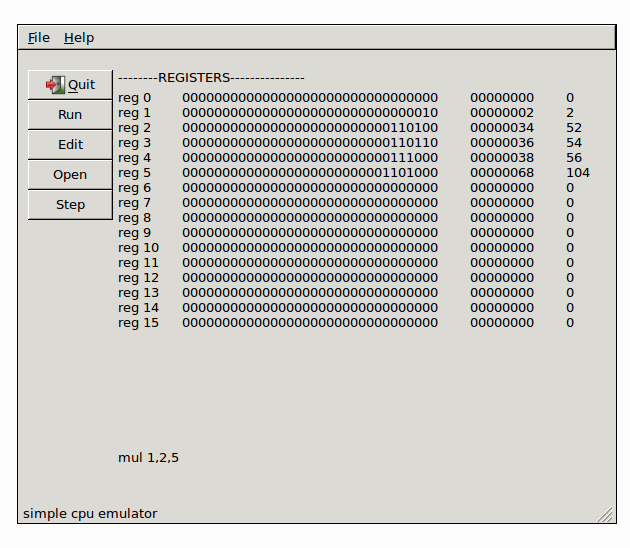 File Help
Quit
Run
Edit
Open
Step
--------REGISTERS---------------
reg 0 00000000000000000000000000000000 00000000 0
reg 1 00000000000000000000000000000010 00000002 2
reg 2 00000000000000000000000000110100 00000034 52
reg 3 00000000000000000000000000110110 00000036 54
reg 4 00000000000000000000000000111000 00000038 56
reg 5 00000000000000000000000001101000 00000068 104
reg 6 00000000000000000000000000000000 00000000 0
reg 7 00000000000000000000000000000000 00000000 0
reg 8 00000000000000000000000000000000 00000000 0
reg 9 00000000000000000000000000000000 00000000 0
reg 10 00000000000000000000000000000000 00000000 0
reg 11 00000000000000000000000000000000 00000000 0
reg 12 00000000000000000000000000000000 00000000 0
reg 13 00000000000000000000000000000000 00000000 0
reg 14 00000000000000000000000000000000 00000000 0
reg 15 00000000000000000000000000000000 00000000 0
mul 1,2,5
simple cpu emulator